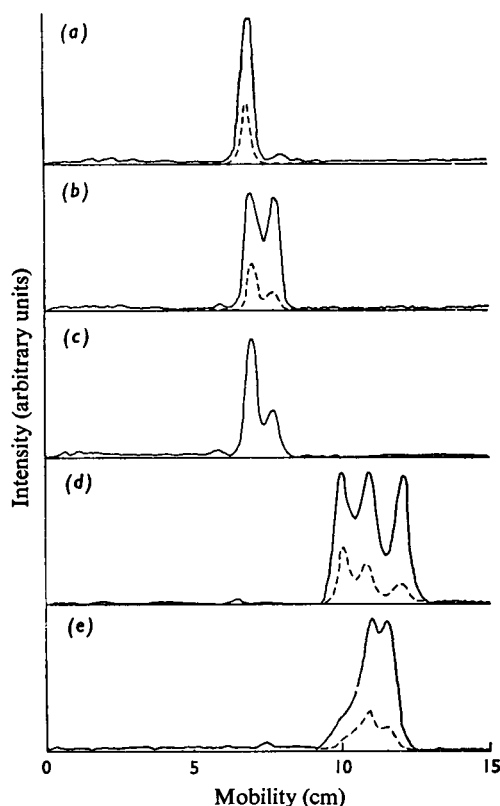 (a)
(b)
(c)
(d)
(e)
Intensity (arbitrary units)
0 5 10 15
Mobility (cm)